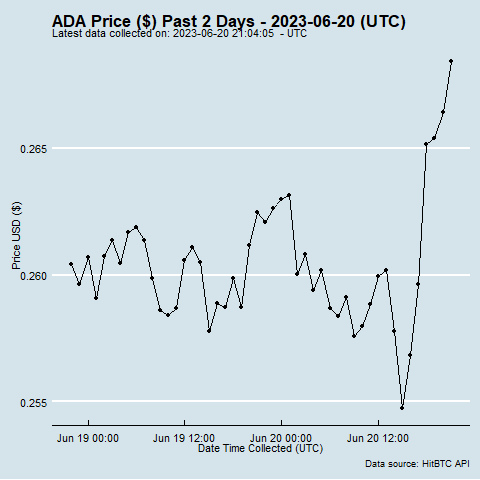 ADA Price ($) Past 2 Days - 2023-06-20 (UTC)
Latest data collected on: 2023-06-20 21:04:05 - UTC
0.265
0.260
0.255
Price USD ($)
Jun 19 00:00 Jun 19 12:00 Jun 20 00:00 Jun 20 12:00
Date Time Collected (UTC)
Data source: HitBTC API